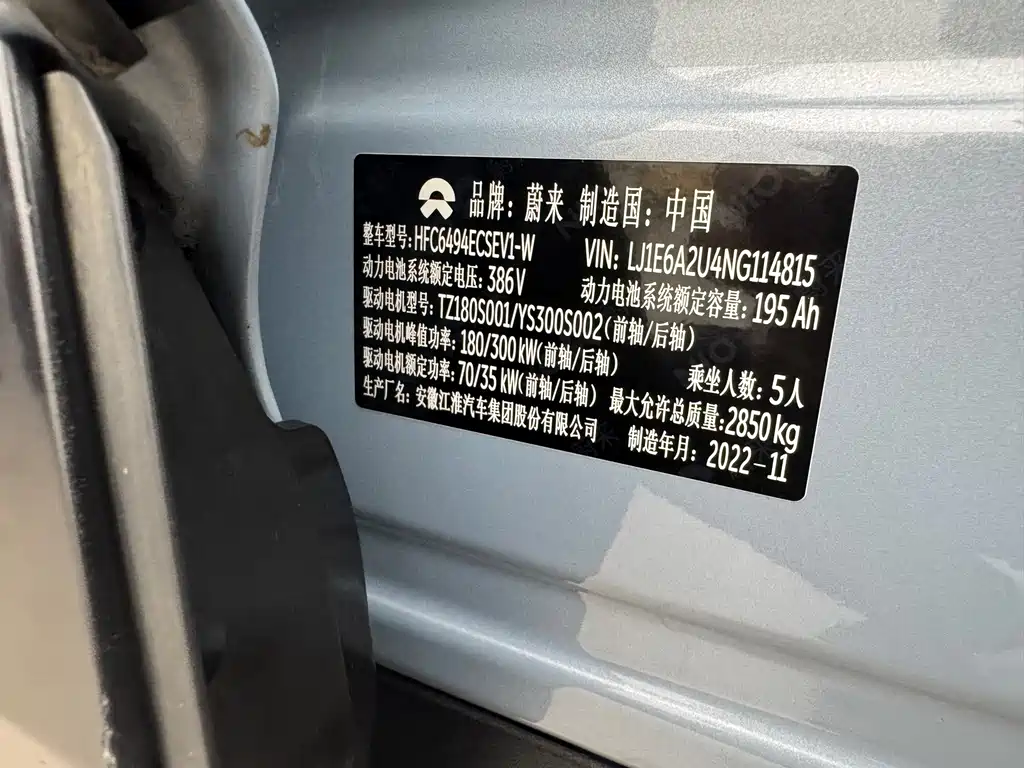 品牌：蔚来 制造国：中国
整车型号：HFC6494ECSEV1-W VIN：LJ1E6A2U4NG114815
动力电池系统额定电压：386V 动力电池系统额定容量：195 Ah
驱动电机型号：TZ180S001/YS300S002(前轴/后轴)
驱动电机峰值功率：180/300 kW(前轴/后轴) 乘坐人数：5人
驱动电机额定功率：70/35 kW(前轴/后轴) 最大允许总质量：2850 kg
生产厂名：安徽江淮汽车集团股份有限公司 制造年月：2022-11